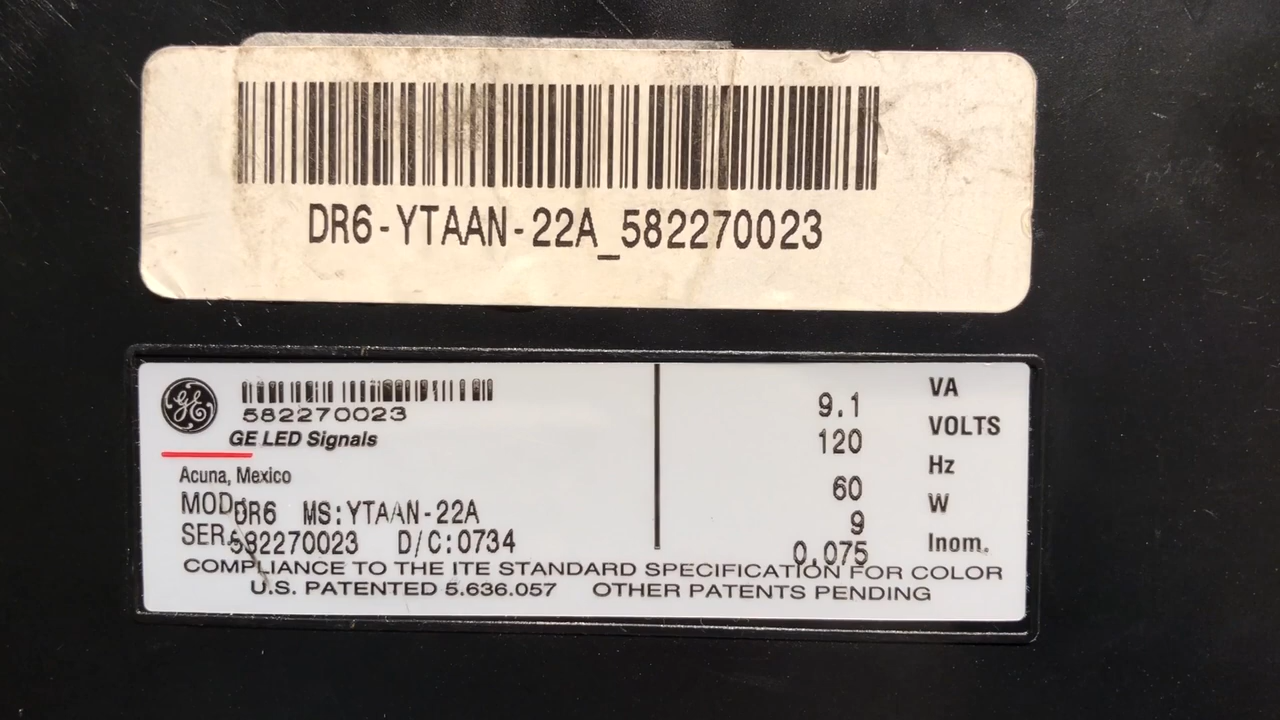 DR6-YTAAN-22A_582270023
GE
582270023
GE LED Signals
Acuna, Mexico
MOD. DR6 MS:YTAAN-22A
SER. 582270023 D/C:0734
9.1 VA
120 VOLTS
60 Hz
9 W
0.075 Inom.
COMPLIANCE TO THE ITE STANDARD SPECIFICATION FOR COLOR
U.S. PATENTED 5.636.057 OTHER PATENTS PENDING